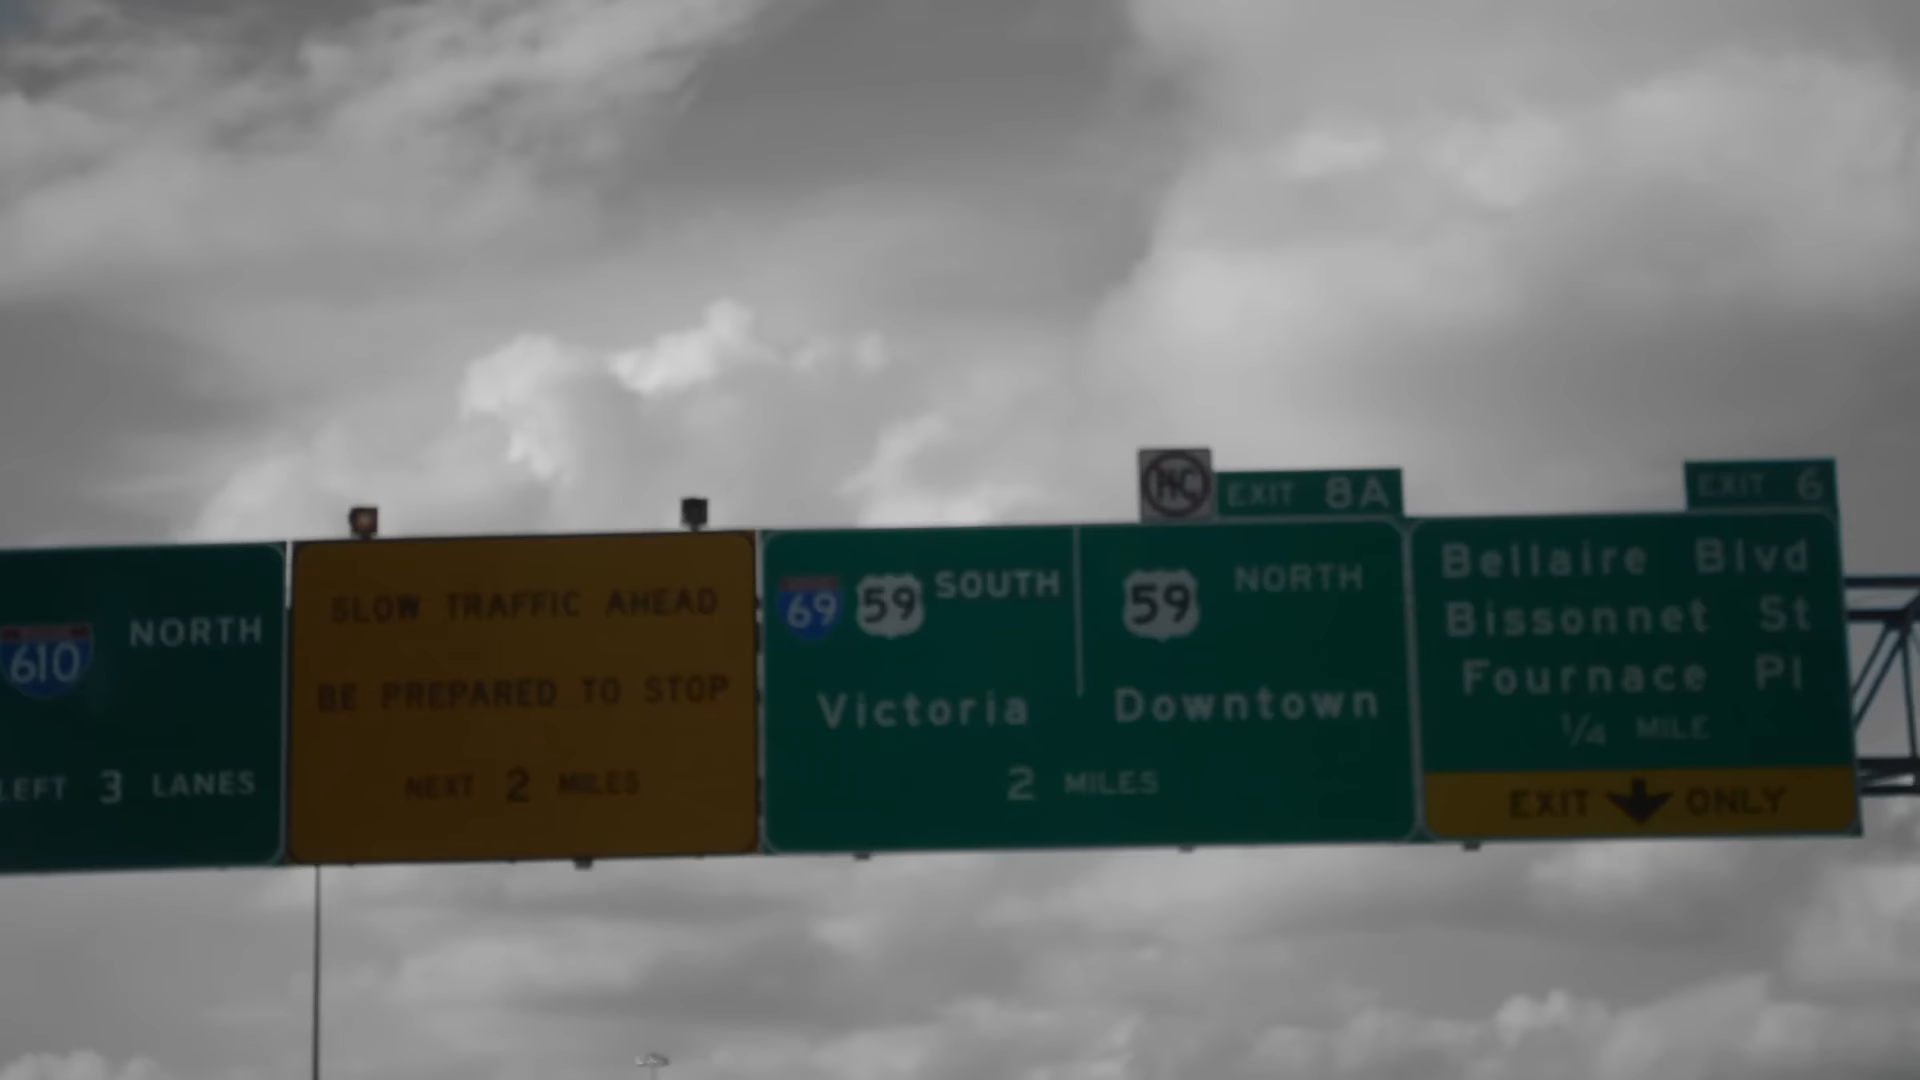 610 NORTH
LEFT 3 LANES
SLOW TRAFFIC AHEAD
BE PREPARED TO STOP
NEXT 2 MILES
HC EXIT 8A
69 59 SOUTH
Victoria
59 NORTH
Downtown
2 MILES
EXIT 6
Bellaire Blvd
Bissonnet St
Fournace Pl
1/4 MILE
EXIT ONLY